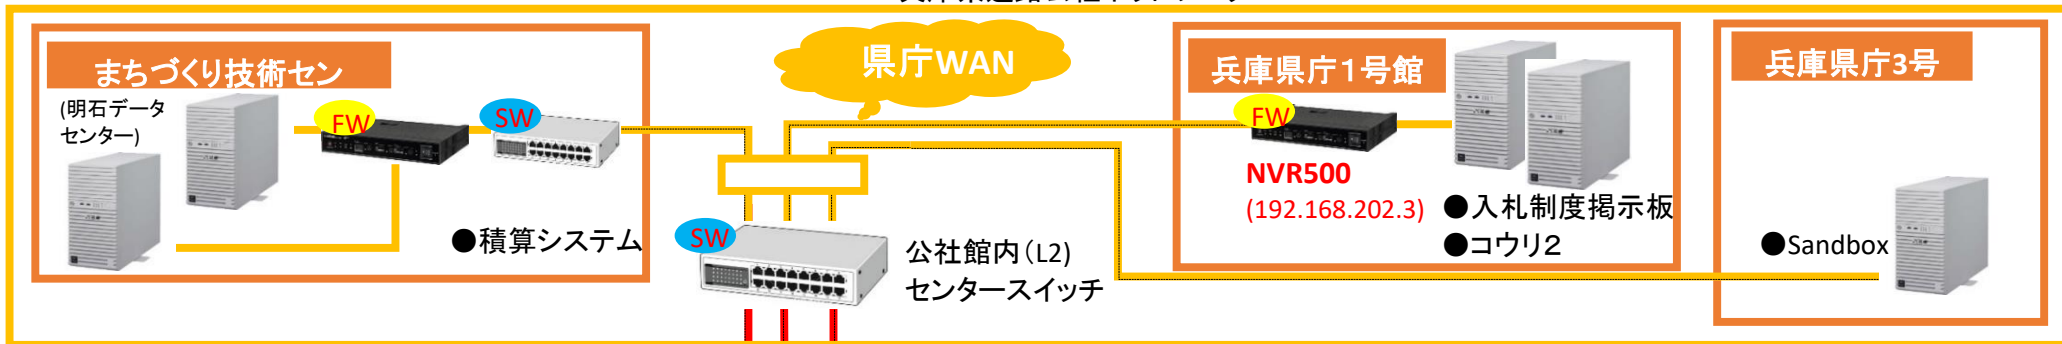 まちづくり技術セン
(明石データ
センター)
FW
SW
●積算システム
県庁WAN
SW
公社館内（L2）
センタースイッチ
兵庫県庁１号館
FW
NVR500
(192.168.202.3)
●入札制度掲示板
●コウリ２
兵庫県庁3号
●Sandbox